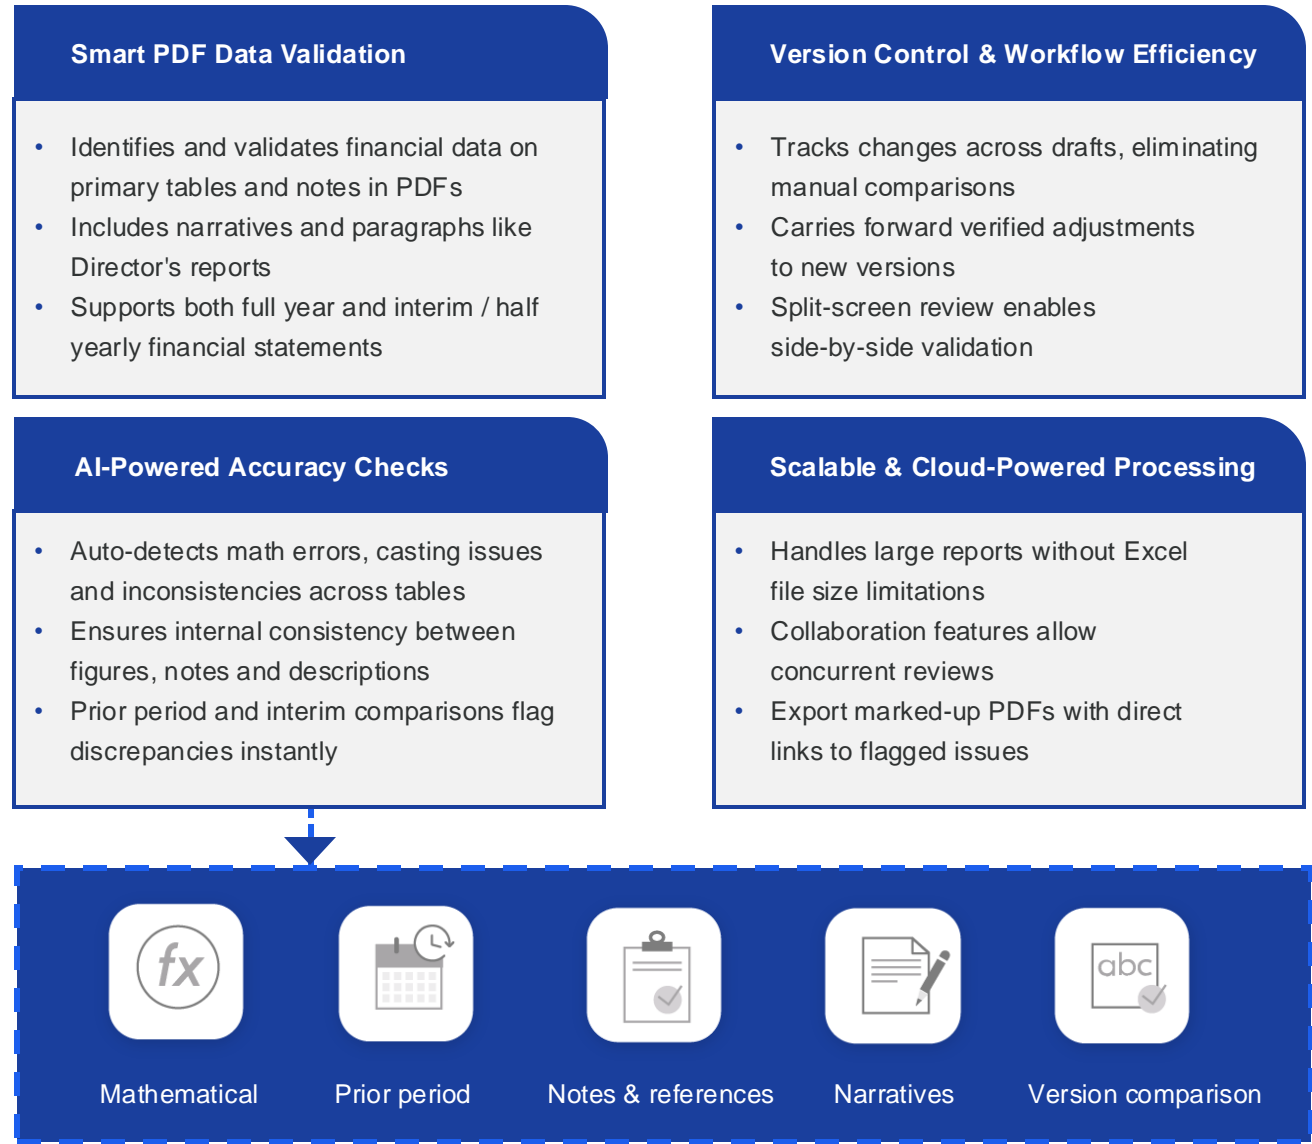 Smart PDF Data Validation
Identifies and validates financial data on
primary tables and notes in PDFs
Includes narratives and paragraphs like
Director's reports
Supports both full year and interim / half
yearly financial statements
Version Control & Workflow Efficiency
Tracks changes across drafts, eliminating
manual comparisons
Carries forward verified adjustments
to new versions
Split-screen review enables
side-by-side validation
AI-Powered Accuracy Checks
Auto-detects math errors, casting issues
and inconsistencies across tables
Ensures internal consistency between
figures, notes and descriptions
Prior period and interim comparisons flag
discrepancies instantly
Scalable & Cloud-Powered Processing
Handles large reports without Excel
file size limitations
Collaboration features allow
concurrent reviews
Export marked-up PDFs with direct
links to flagged issues
fx
abc
Mathematical
Prior period
Notes & references
Narratives
Version comparison